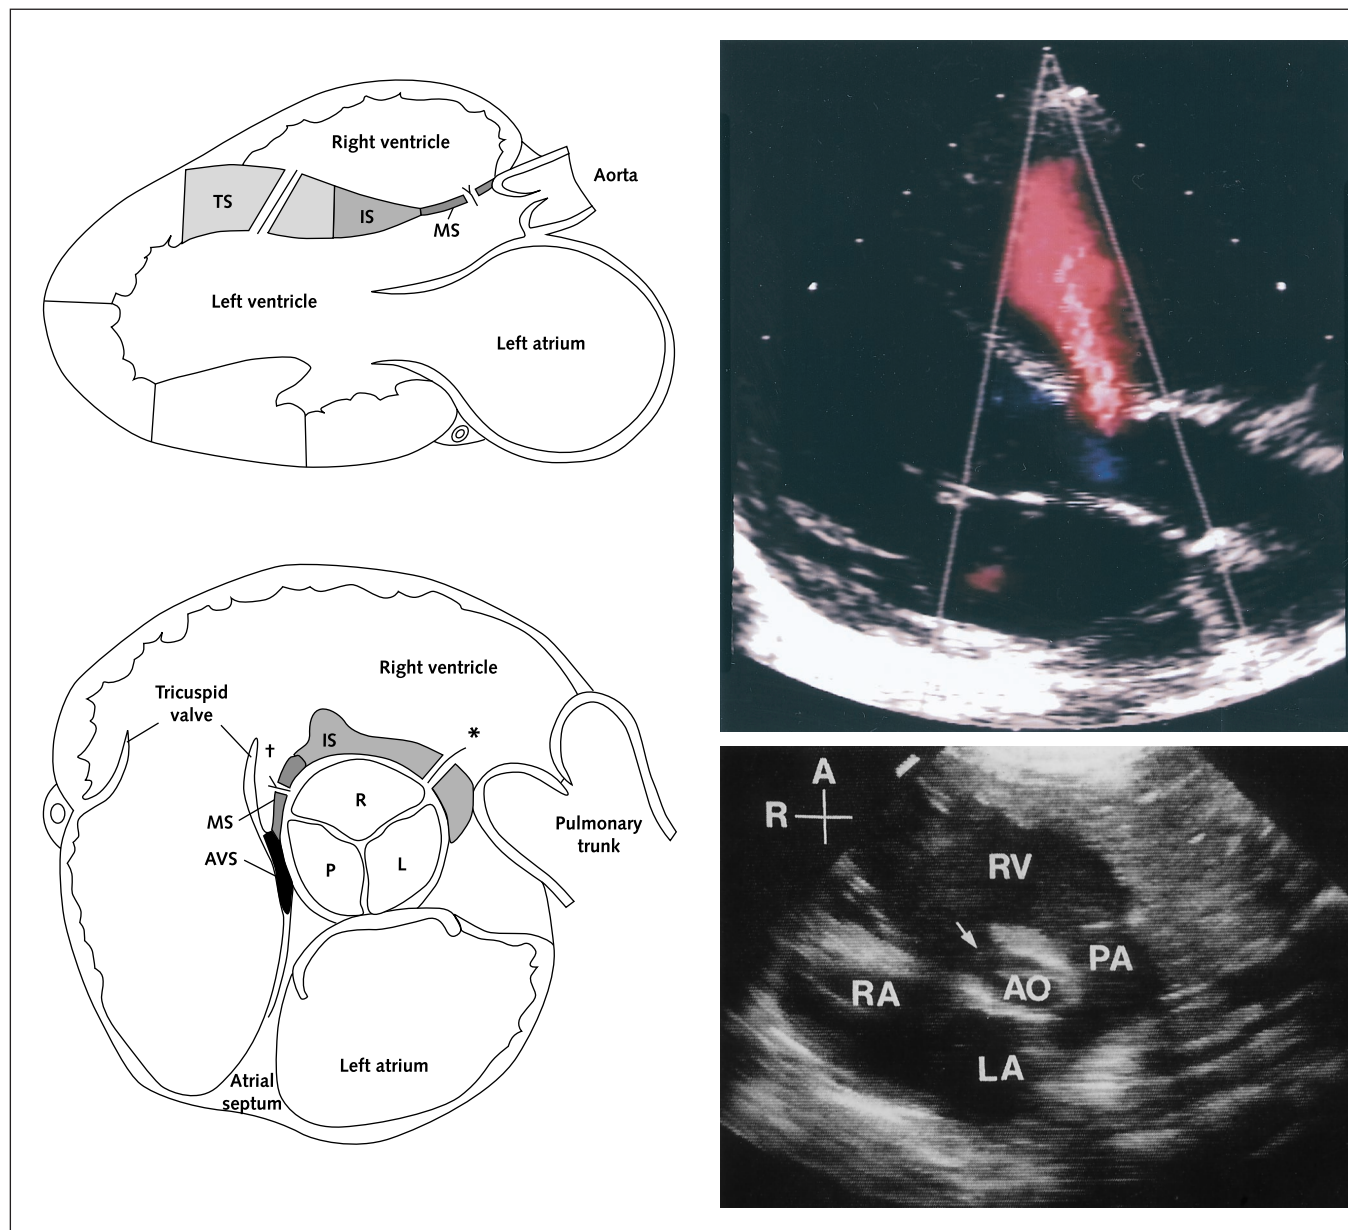 Right ventricle
Aorta
TS
IS
MS
Left ventricle
Left atrium
Right ventricle
Tricuspid
valve
†
IS
*
MS
R
AVS
P
L
Pulmonary
trunk
Left atrium
Atrial
septum
A
R
RV
PA
RA
AO
LA